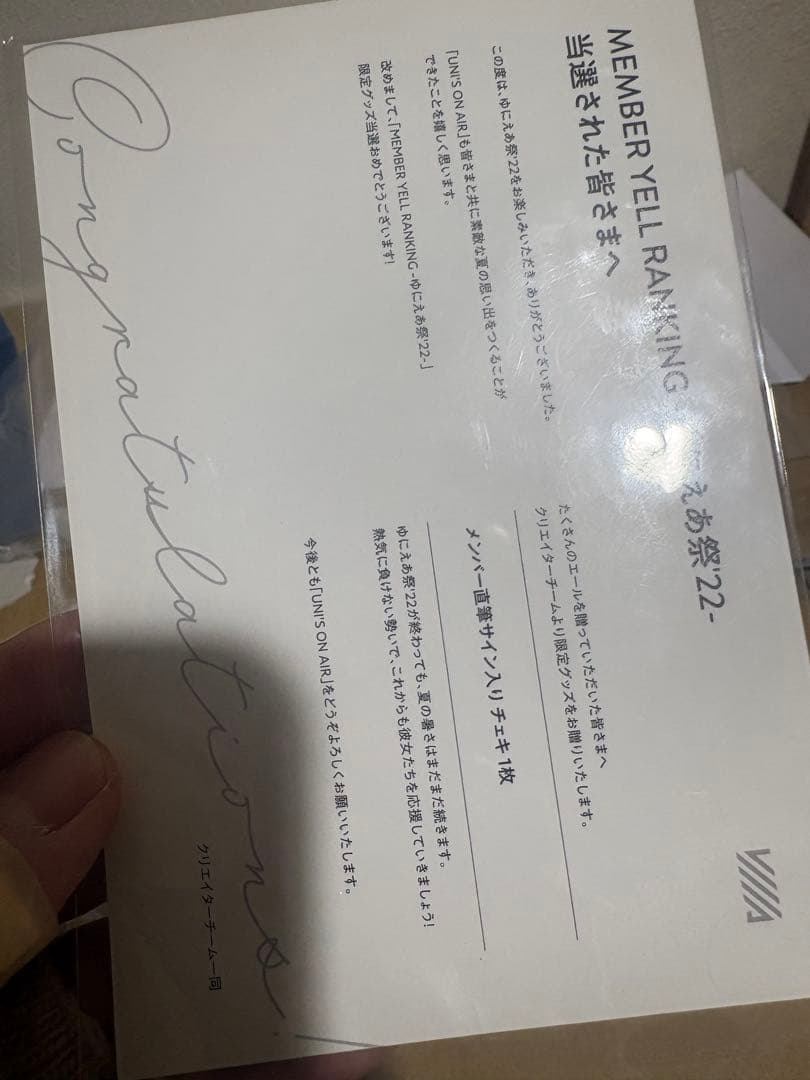 MEMBER YELL RANKING えあ祭'22-
当選された皆さまへ
この度は、ゆにえあ祭'22をお楽しみいただき、ありがとうございました。
「UNI'S ON AIR」も皆さまと共に素敵な夏の思い出をつくることが
できたことを嬉しく思います。
改めまして、「MEMBER YELL RANKING -ゆにえあ祭'22-」
限定グッズ当選おめでとうございます!
たくさんのエールを贈っていただいた皆さまへ
クリエイターチームより限定グッズをお贈りいたします。
メンバー直筆サイン入り チェキ 1枚
ゆにえあ祭'22が終わっても、夏の暑さはまだまだ続きます。
熱気に負けない勢いで、これからも彼女たちを応援していきましょう!
今後とも「UNI'S ON AIR」をどうぞよろしくお願いいたします。
クリエイターチーム一同
Congratulations!